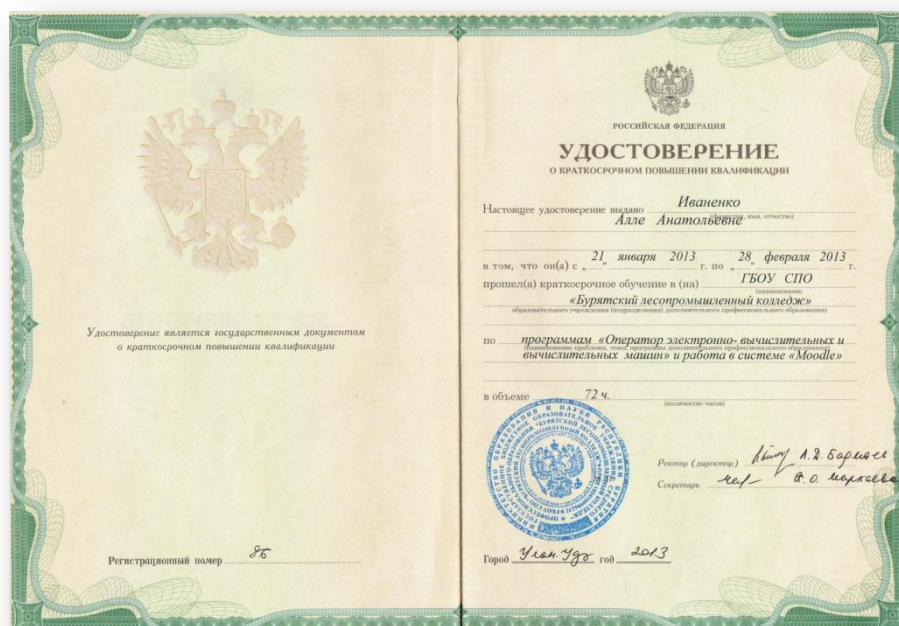 Удостоверение является государственным документом
о краткосрочном повышении квалификации
Регистрационный номер 86
РОССИЙСКАЯ ФЕДЕРАЦИЯ
УДОСТОВЕРЕНИЕ
О КРАТКОСРОЧНОМ ПОВЫШЕНИИ КВАЛИФИКАЦИИ
Настоящее удостоверение выдано Иваненко
(фамилия, имя, отчество)
Алле Анатольевне
в том, что он(а) с „21" января 2013 г. по „28" февраля 2013 г.
прошел(а) краткосрочное обучение в (на) ГБОУ СПО
(наименование
«Бурятский лесопромышленный колледж»
образовательного учреждения (подразделения) дополнительного профессионального образования)
по программам «Оператор электронно- вычислительных и
(наименование проблемы, темы, программы дополнительного профессионального образования)
вычислительных машин» и работа в системе «Moodle»
в объеме 72 ч.
(количество часов)
Ректор (директор)
Секретарь
Город Улан-Удэ год 2013